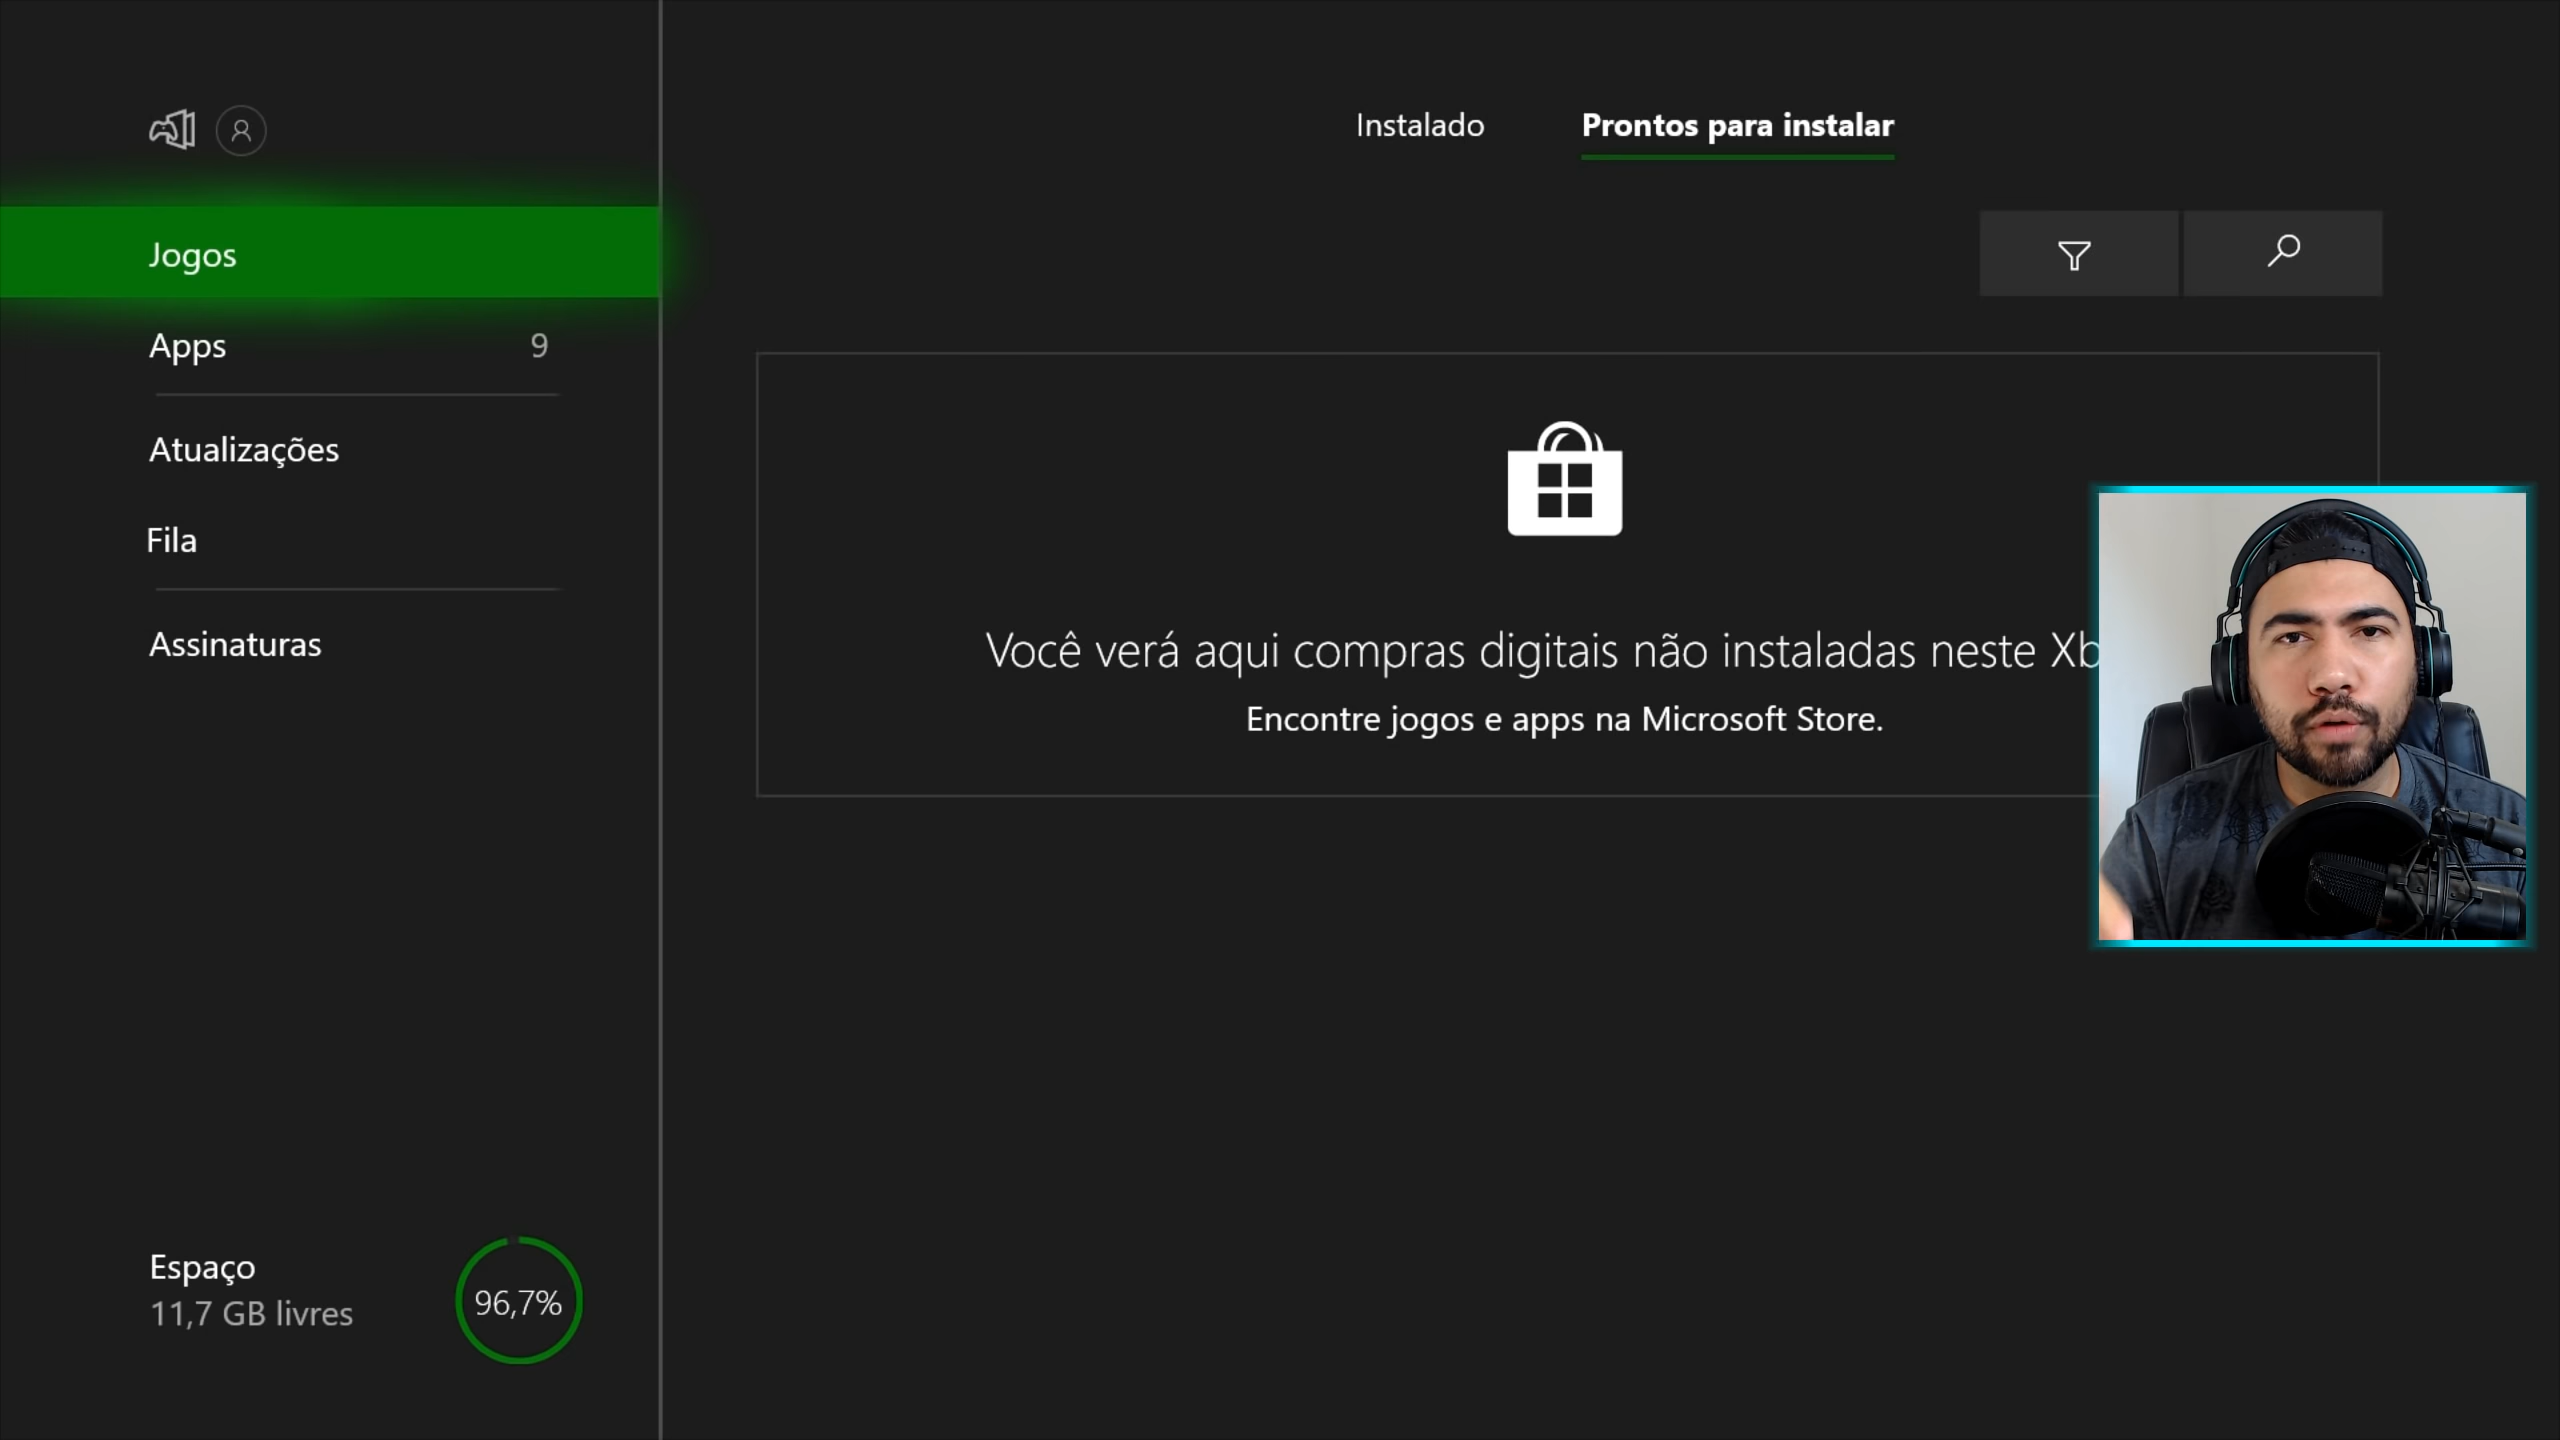 Instalado
Prontos para instalar
Jogos
Apps 9
Atualizações
Fila
Assinaturas
Você verá aqui compras digitais não instaladas neste
Encontre jogos e apps na Microsoft Store.
Espaço
11,7 GB livres
96,7%